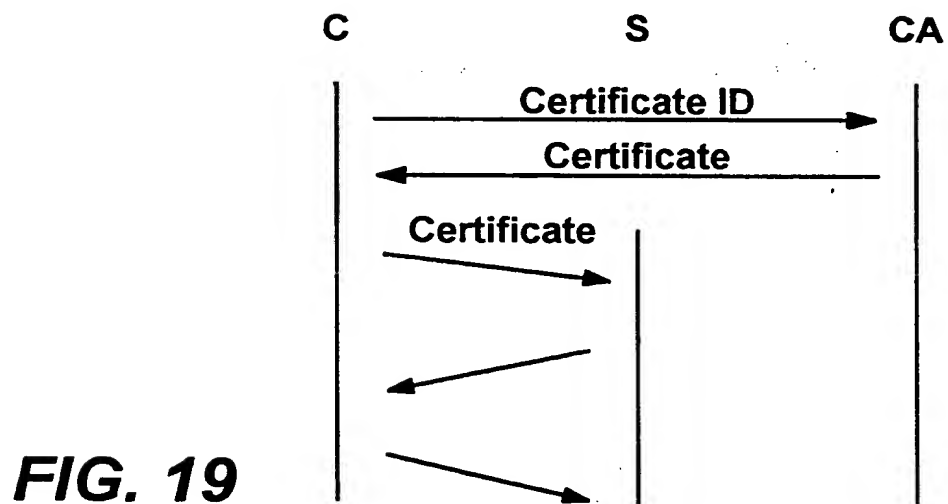 C S CA
Certificate ID
Certificate
Certificate
FIG. 19